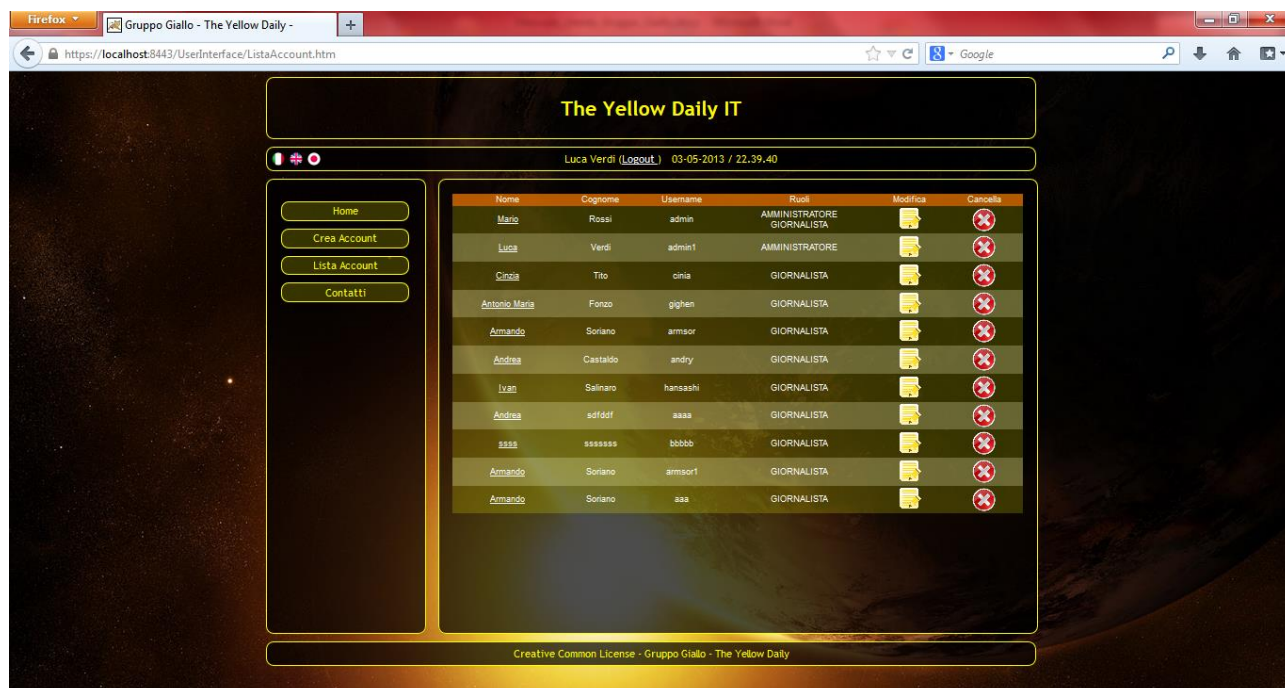 Firefox
Gruppo Giallo - The Yellow Daily -
https://localhost:8443/UserInterface/ListaAccount.htm
Google
The Yellow Daily IT
Luca Verdi (Logout ) 03-05-2013 / 22.39.40
Home
Crea Account
Lista Account
Contatti
Nome Cognome Username Ruoli Modifica Cancella
Mario Rossi admin AMMINISTRATORE
GIORNALISTA
Luca Verdi admin1 AMMINISTRATORE
Cinzia Tito cinia GIORNALISTA
Antonio Maria Fonzo gighen GIORNALISTA
Armando Soriano armsor GIORNALISTA
Andrea Castaldo andry GIORNALISTA
Ivan Salinaro hansashi GIORNALISTA
Andrea sdfddf aaaa GIORNALISTA
ssss sssssss bbbbb GIORNALISTA
Armando Soriano armsor1 GIORNALISTA
Armando Soriano aaa GIORNALISTA
Creative Common License - Gruppo Giallo - The Yellow Daily